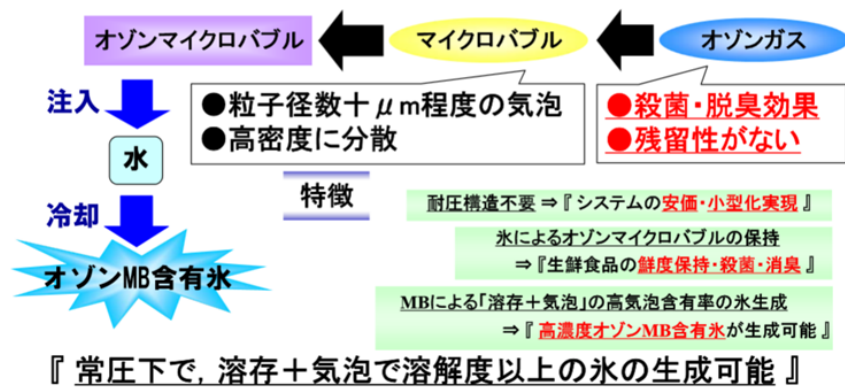 オゾンマイクロバブル
マイクロバブル
オゾンガス
注入
●粒子径数十μm程度の気泡
●高密度に分散
●殺菌・脱臭効果
●残留性がない
水
冷却
特徴
耐圧構造不要 ⇒『 システムの安価・小型化実現 』
氷によるオゾンマイクロバブルの保持
⇒『生鮮食品の鮮度保持・殺菌・消臭』
オゾンMB含有氷
MBによる「溶存＋気泡」の高気泡含有率の氷生成
⇒『 高濃度オゾンMB含有氷が生成可能 』
『 常圧下で, 溶存＋気泡で溶解度以上の氷の生成可能 』